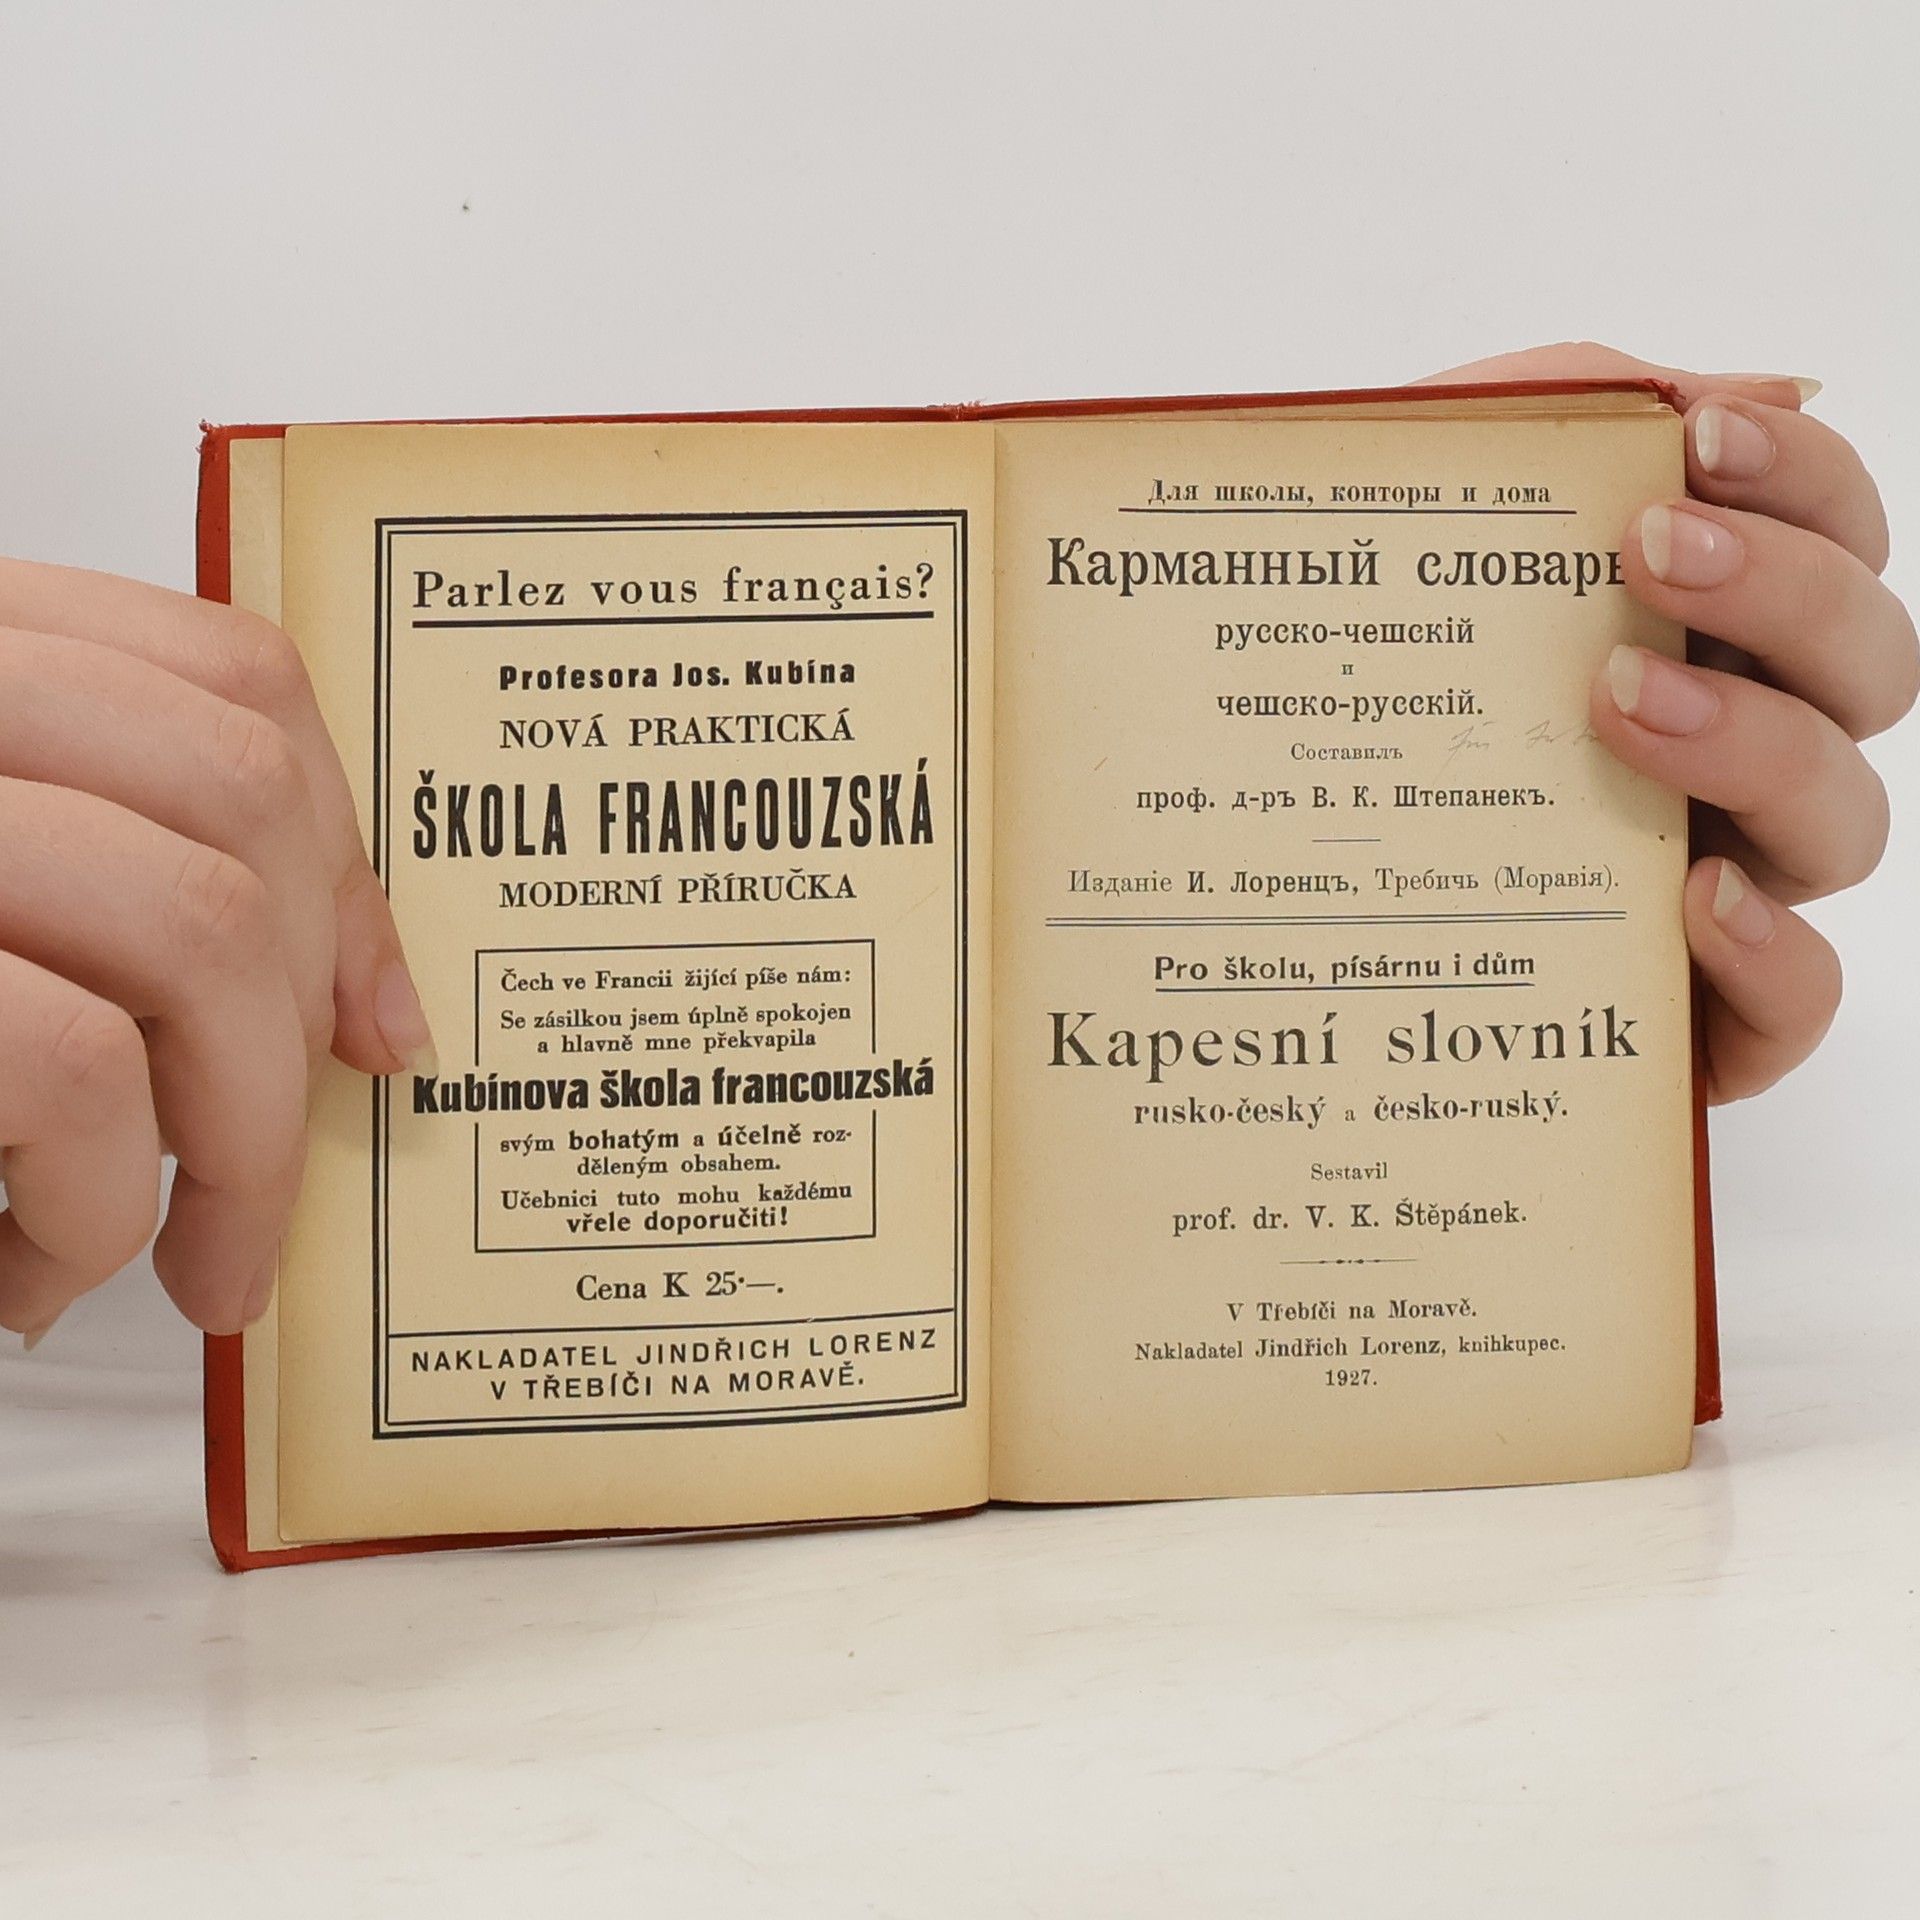 Parlez vous français?
Profesora Jos. Kubína
NOVÁ PRAKTICKÁ
ŠKOLA FRANCOUZSKÁ
MODERNÍ PŘÍRUČKA
Čech ve Francii žijící píše nám:
Se zásilkou jsem úplně spokojen
a hlavně mne překvapila
Kubínova škola francouzská
svým bohatým a účelně roz-
děleným obsahem.
Učebnici tuto mohu každému
vřele doporučiti!
Cena K 25·—.
NAKLADATEL JINDŘICH LORENZ
V TŘEBÍČI NA MORAVĚ.
Для школы, конторы и дома
Карманный словарь
русско-чешскій
и
чешско-русскій.
Составилъ
проф. д-ръ В. К. Штепанекъ.
Изданіе И. Лоренцъ, Требичь (Моравія).
Pro školu, písárnu i dům
Kapesní slovník
rusko-český a česko-ruský.
Sestavil
prof. dr. V. K. Štěpánek.
V Třebíči na Moravě.
Nakladatel Jindřich Lorenz, knihkupec.
1927.